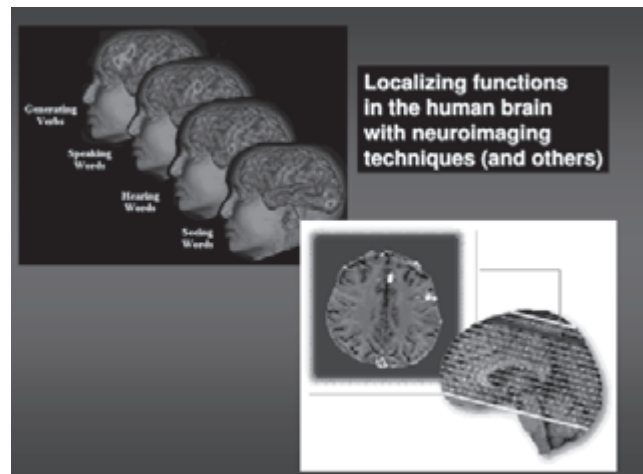 Localizing functions
in the human brain
with neuroimaging
techniques (and others)
Generating
Verbs
Speaking
Words
Hearing
Words
Seeing
Words